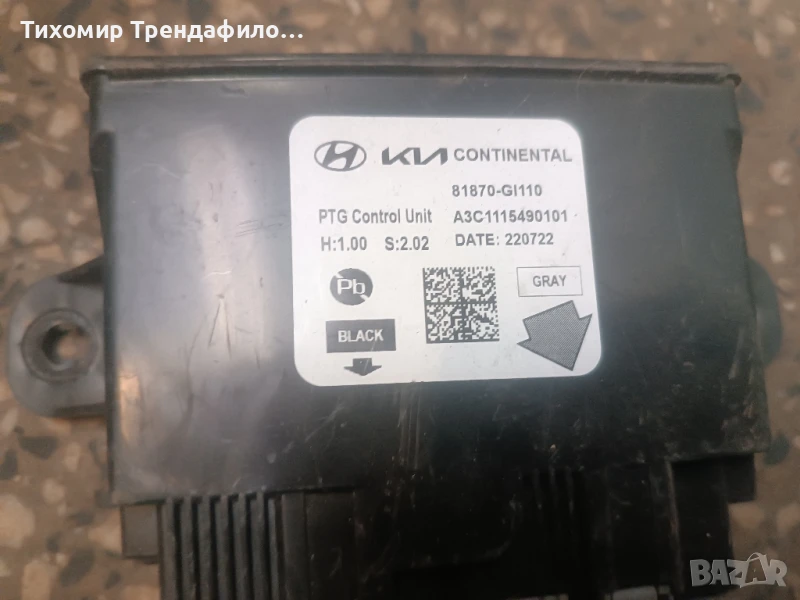 Тихомир Трендафило...
KIA CONTINENTAL
81870-GI110
PTG Control Unit A3C1115490101
H:1.00 S:2.02 DATE: 220722
Pb
GRAY
BLACK
BAZAR